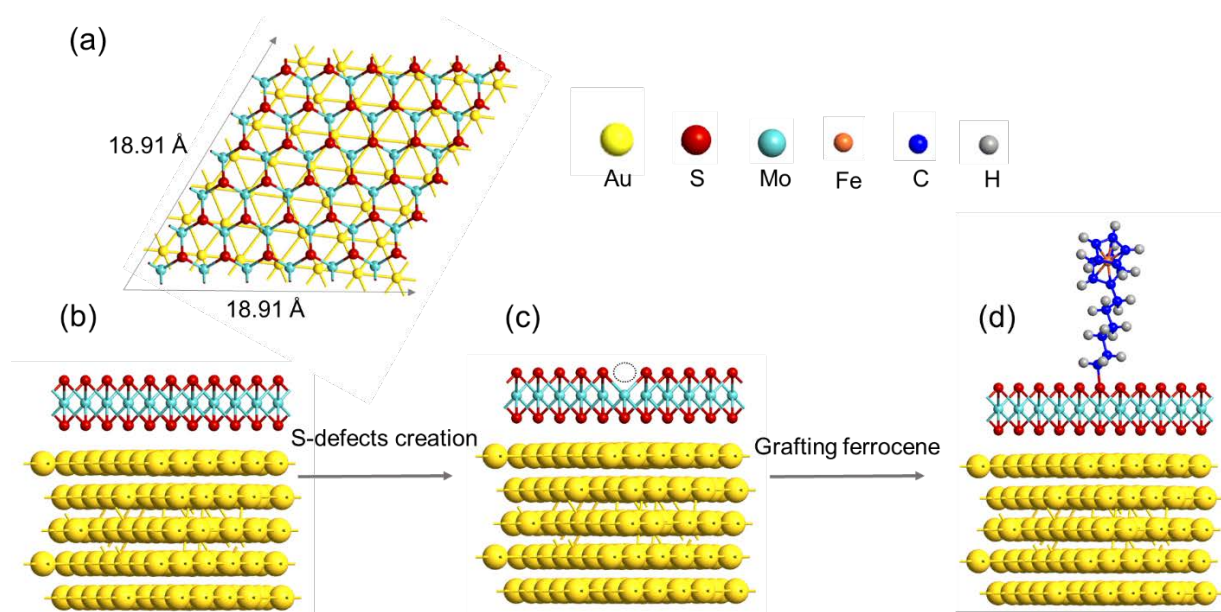 (a)
18.91 Å
18.91 Å
Au S Mo Fe C H
(b)
(c)
(d)
S-defects creation
Grafting ferrocene